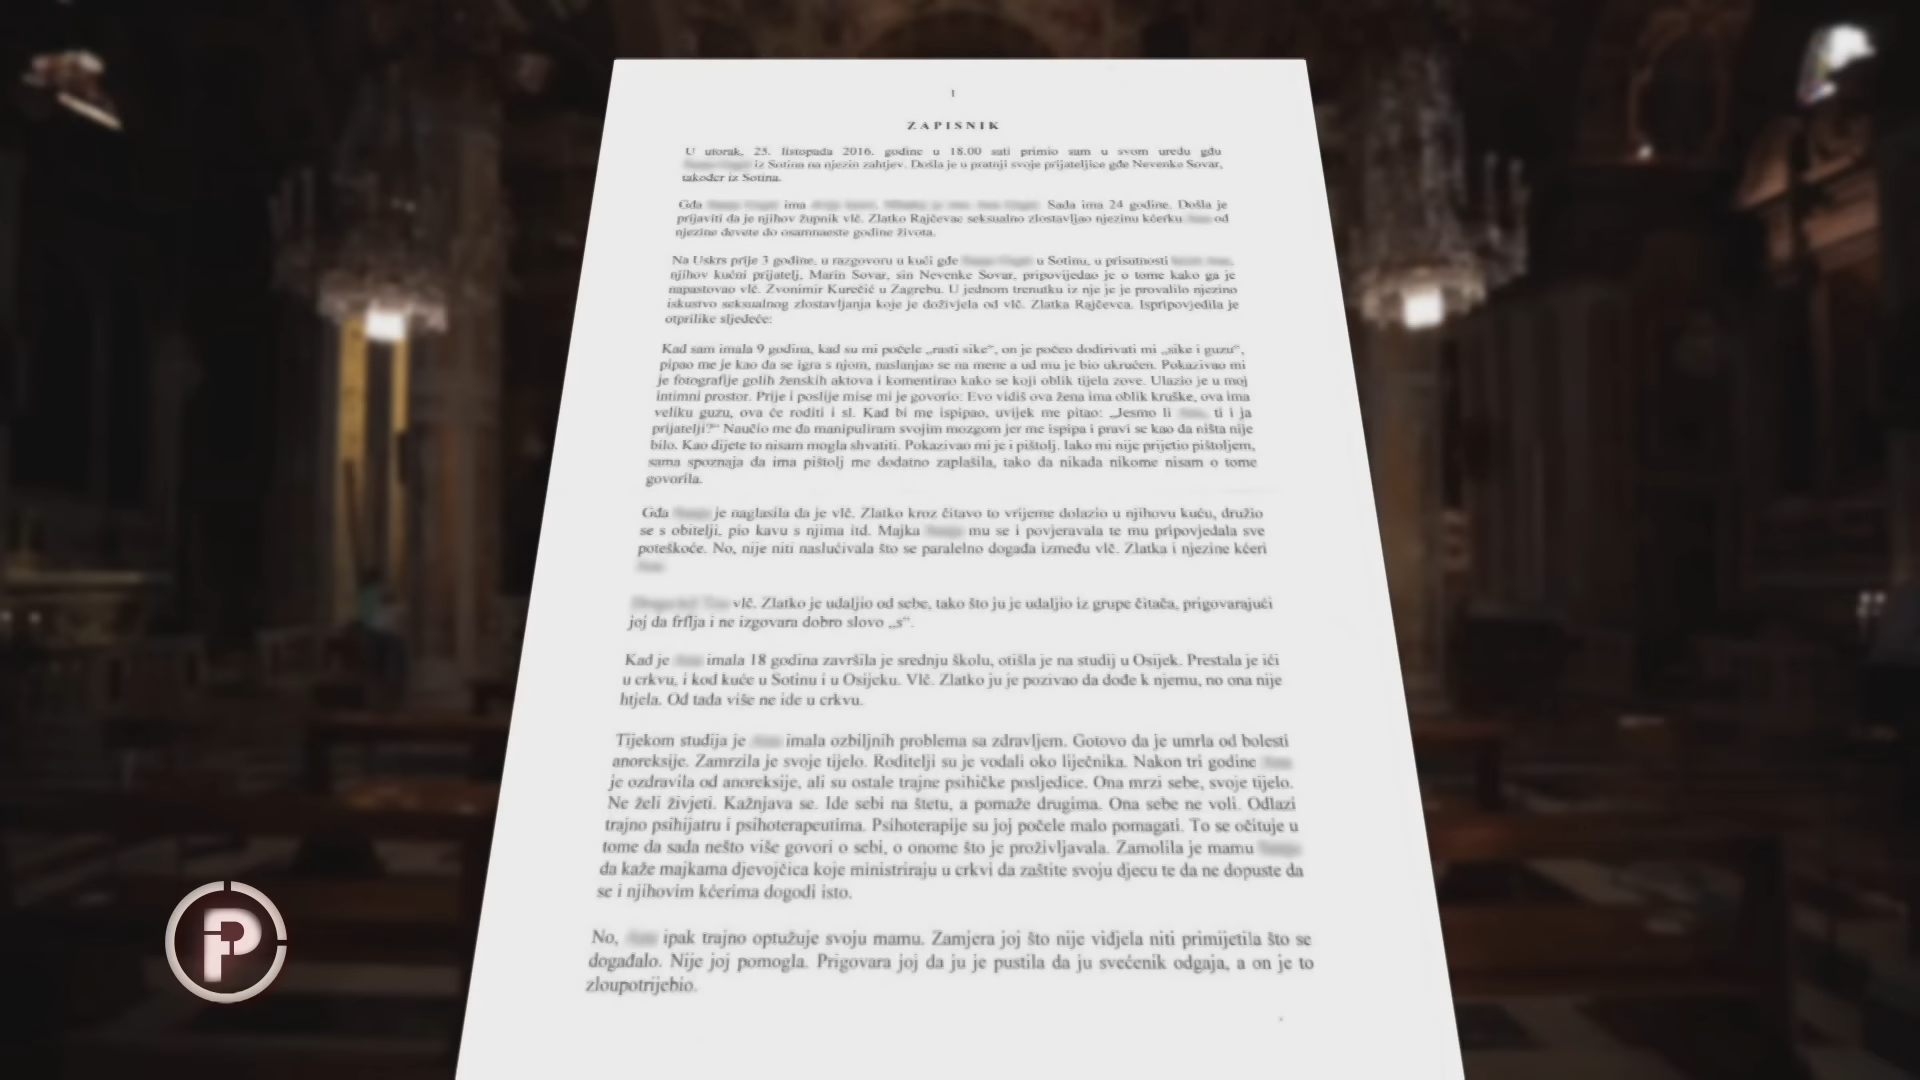 1
ZAPISNIK
U utorak, 25. listopada 2016. godine u 18.00 sati primio sam u svom uredu gđu
iz Sotina na njezin zahtjev. Došla je u pratnji svoje prijateljice gđe Nevenke Sovar,
također iz Sotina.
Gđa ima Sada ima 24 godine. Došla je
prijaviti da je njihov župnik vlč. Zlatko Rajčevac seksualno zlostavljao njezinu kćerku od
njezine devete do osamnaeste godine života.
Na Uskrs prije 3 godine, u razgovoru u kući gđe u Sotinu, u prisutnosti
njihov kućni prijatelj, Marin Sovar, sin Nevenke Sovar, pripovijedao je o tome kako ga je
napastovao vlč. Zvonimir Kurečić u Zagrebu. U jednom trenutku iz nje je je provalilo njezino
iskustvo seksualnog zlostavljanja koje je doživjela od vlč. Zlatka Rajčevca. Ispripovjedila je
otprilike sljedeće:
Kad sam imala 9 godina, kad su mi počele „rasti sike“, on je počeo dodirivati mi „sike i guzu“,
pipao me je kao da se igra s njom, naslanjao se na mene a ud mu je bio ukrućen. Pokazivao mi
je fotografije golih ženskih aktova i komentirao kako se koji oblik tijela zove. Ulazio je u moj
intimni prostor. Prije i poslije mise mi je govorio: Evo vidiš ova žena ima oblik kruške, ova ima
veliku guzu, ova će roditi i sl. Kad bi me ispipao, uvijek me pitao: „Jesmo li ti i ja
prijatelji?“ Naučio me da manipuliram svojim mozgom jer me ispipa i pravi se kao da ništa nije
bilo. Kao dijete to nisam mogla shvatiti. Pokazivao mi je i pištolj. Iako mi nije prijetio pištoljem,
sama spoznaja da ima pištolj me dodatno zaplašila, tako da nikada nikome nisam o tome
govorila.
Gđa je naglasila da je vlč. Zlatko kroz čitavo to vrijeme dolazio u njihovu kuću, družio
se s obitelji, pio kavu s njima itd. Majka mu se i povjeravala te mu pripovjedala sve
poteškoće. No, nije niti naslućivala što se paralelno događa između vlč. Zlatka i njezine kćeri
vlč. Zlatko je udaljio od sebe, tako što ju je udaljio iz grupe čitača, prigovarajući
joj da frflja i ne izgovara dobro slovo „s“.
Kad je imala 18 godina završila je srednju školu, otišla je na studij u Osijek. Prestala je ići
u crkvu, i kod kuće u Sotinu i u Osijeku. Vlč. Zlatko ju je pozivao da dođe k njemu, no ona nije
htjela. Od tada više ne ide u crkvu.
Tijekom studija je imala ozbiljnih problema sa zdravljem. Gotovo da je umrla od bolesti
anoreksije. Zamrzila je svoje tijelo. Roditelji su je vodali oko liječnika. Nakon tri godine
je ozdravila od anoreksije, ali su ostale trajne psihičke posljedice. Ona mrzi sebe, svoje tijelo.
Ne želi živjeti. Kažnjava se. Ide sebi na štetu, a pomaže drugima. Ona sebe ne voli. Odlazi
trajno psihijatru i psihoterapeutima. Psihoterapije su joj počele malo pomagati. To se očituje u
tome da sada nešto više govori o sebi, o onome što je proživljavala. Zamolila je mamu
da kaže majkama djevojčica koje ministriraju u crkvi da zaštite svoju djecu te da ne dopuste da
se i njihovim kćerima dogodi isto.
No, ipak trajno optužuje svoju mamu. Zamjera joj što nije vidjela niti primijetila što se
događalo. Nije joj pomogla. Prigovara joj da ju je pustila da ju svećenik odgaja, a on je to
zloupotrijebio.
P